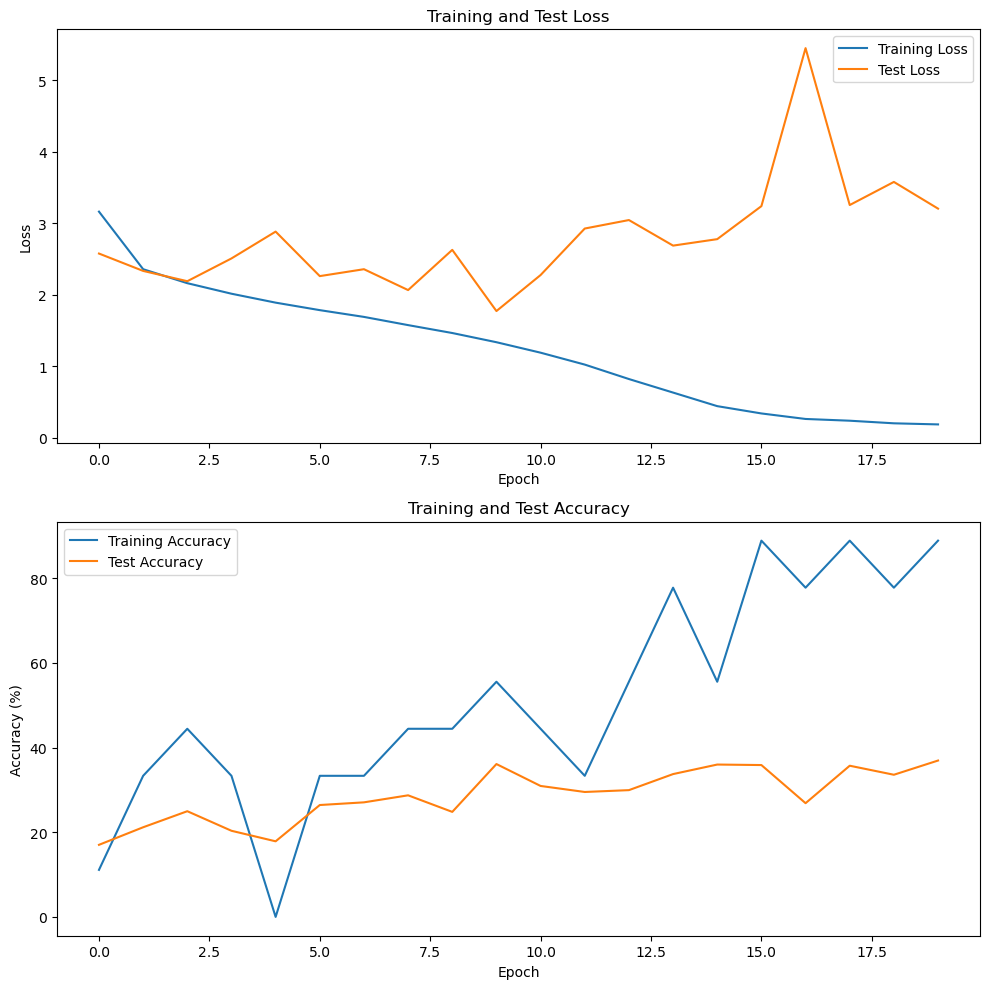 Training and Test Loss
Training Loss
Test Loss
5
4
3
2
1
0
Loss
0.0 2.5 5.0 7.5 10.0 12.5 15.0 17.5
Epoch
Training and Test Accuracy
Training Accuracy
Test Accuracy
80
60
40
20
0
Accuracy (%)
0.0 2.5 5.0 7.5 10.0 12.5 15.0 17.5
Epoch